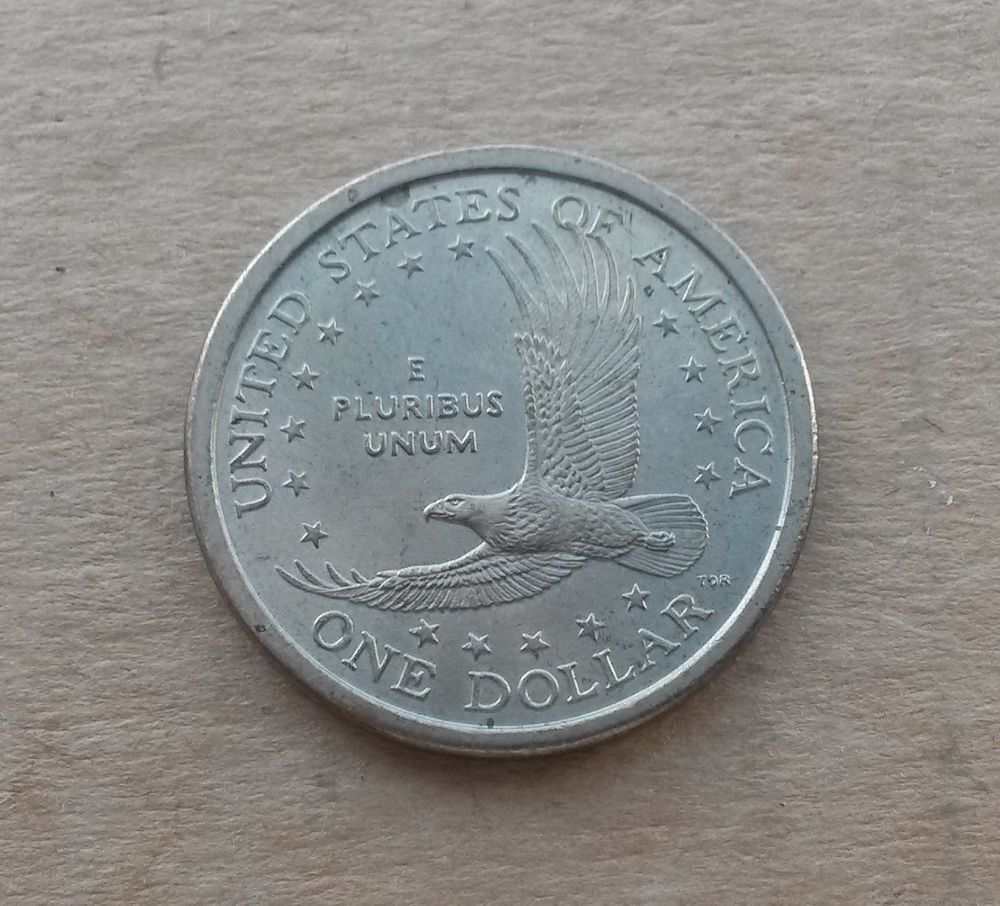 UNITED STATES OF AMERICA
E
PLURIBUS
UNUM
TDR
ONE DOLLAR